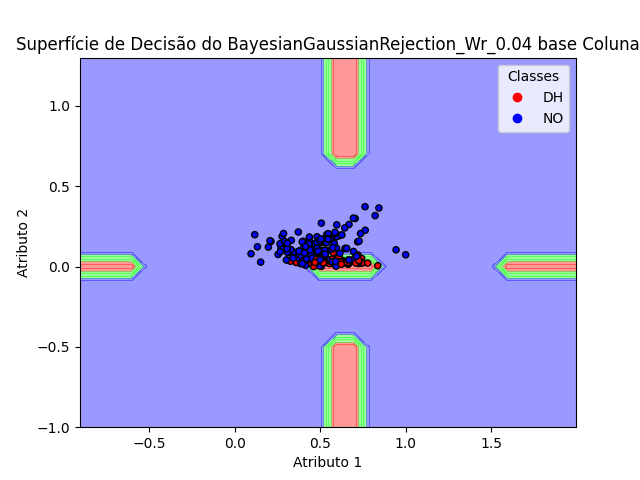 Superfície de Decisão do BayesianGaussianRejection_Wr_0.04 base Coluna
Classes
DH
NO
Atributo 2
1.0
0.5
0.0
−0.5
−1.0
−0.5
0.0
0.5
1.0
1.5
Atributo 1